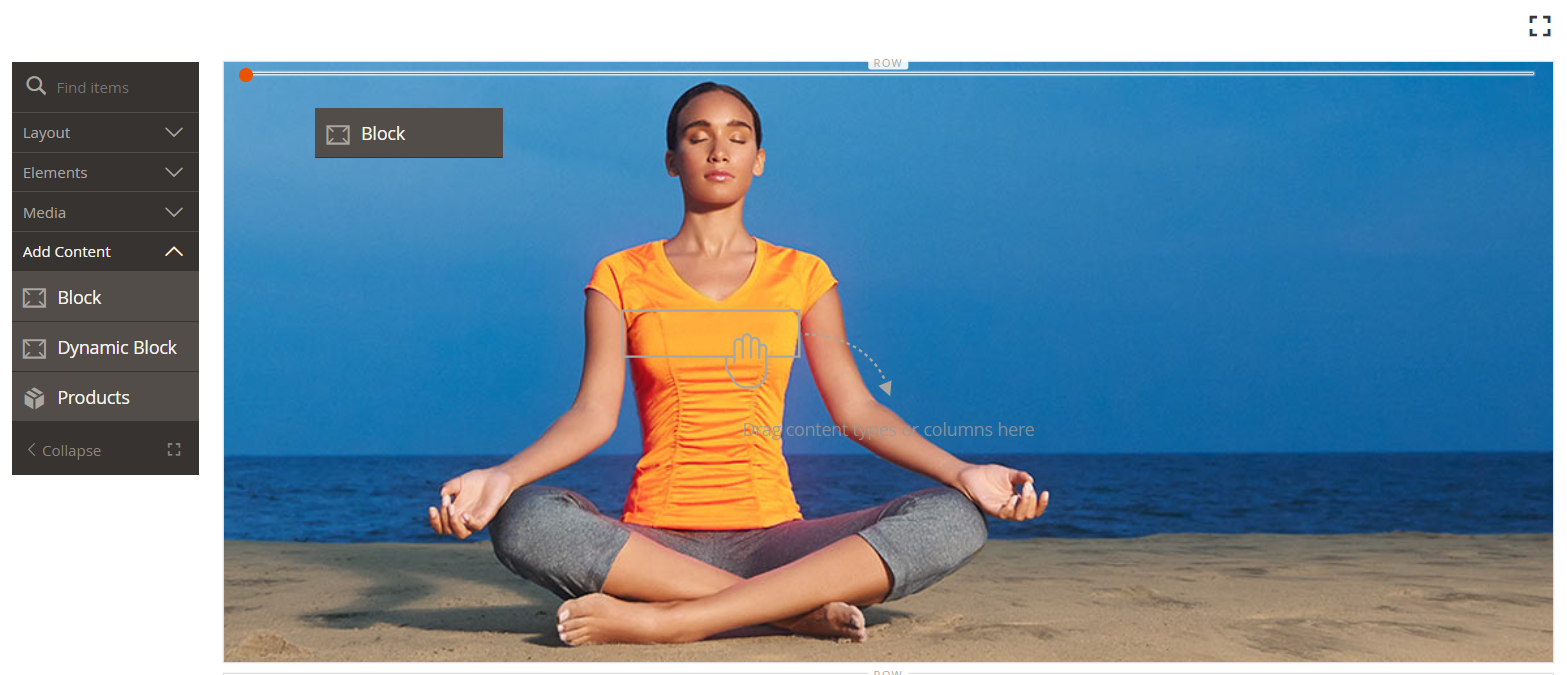 Find items
Layout
Elements
Media
Add Content
Block
Dynamic Block
Products
Collapse
ROW
Block
Drag content types or columns here
ROW